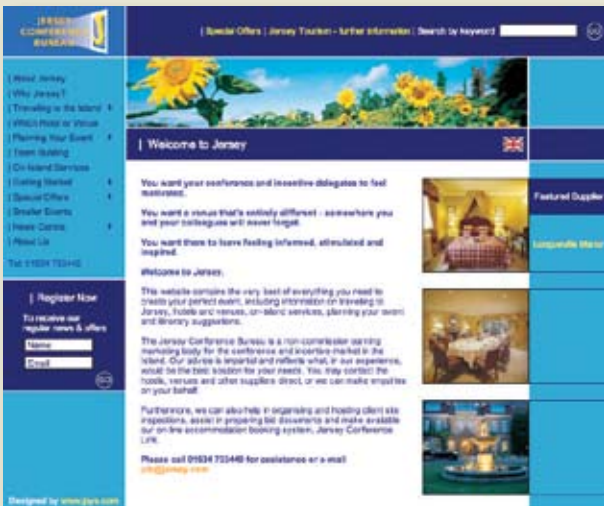 JERSEY
CONFERENCE
BUREAU
| Special Offers | Jersey Tourism - further information | Search by keyword
GO
| About Jersey
| Why Jersey?
| Travelling to the Island
| Which Hotel or Venue
| Planning Your Event
| Team Building
| On-Island Services
| Getting Started
| Special Offers
| Smaller Events
| News Centre
| About Us
Tel: 01534
| Register Now
To receive our
regular news & offers
Name
Email
GO
Designed by
| Welcome to Jersey
You want your conference and incentive delegates to feel
motivated.
You want a venue that's entirely different - somewhere you
and your colleagues will never forget.
You want them to leave feeling informed, stimulated and
inspired.
Welcome to Jersey.
This website contains the very best of everything you need to
create your perfect event, including information on traveling to
Jersey, hotels and venues, on-island services, planning your event
and itinerary suggestions.
The Jersey Conference Bureau is a non-commission earning
marketing body for the conference and incentive market in the
Island. Our advice is impartial and reflects what, in our experience,
would be the best solution for your needs. You may contact the
hotels, venues and other suppliers direct, or we can make enquiries
on your behalf.
Furthermore, we can also help in organising and hosting client site
inspections, assist in preparing bid documents and make available
our on-line accommodation booking system, Jersey Conference
Link.
Please call 01534 for assistance or e-mail
Featured Supplier
Longueville Manor